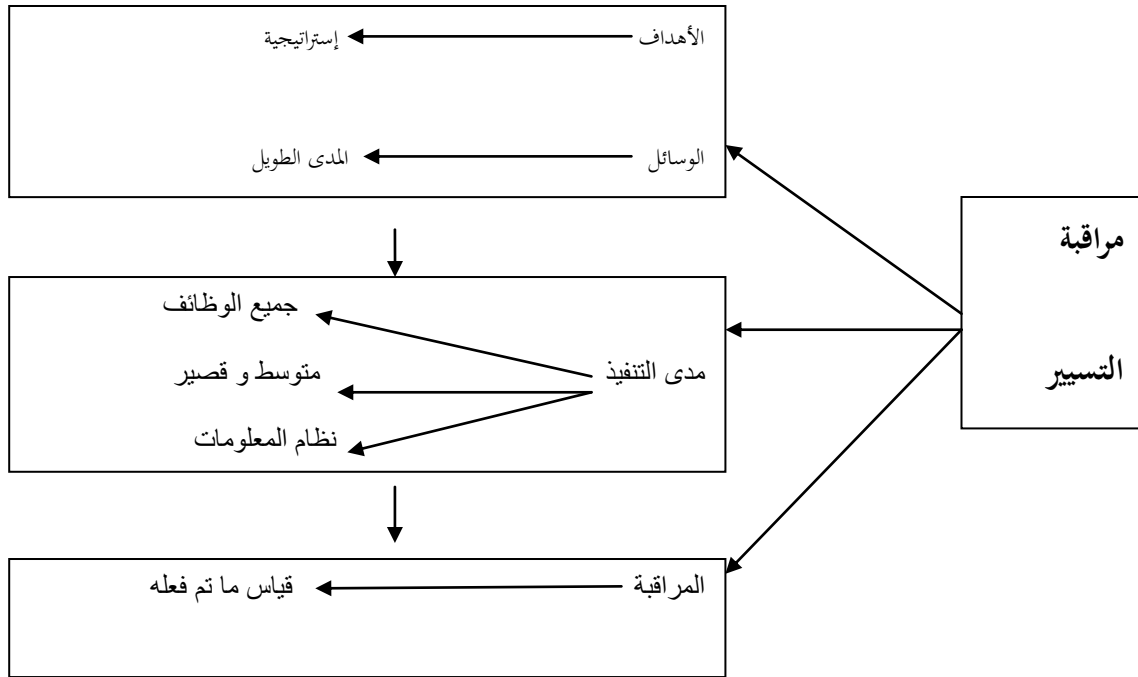 الأهداف إستراتيجية
الوسائل المدى الطويل
مراقبة
التسيير
جميع الوظائف
مدى التنفيذ متوسط و قصير
نظام المعلومات
المراقبة قياس ما تم فعله